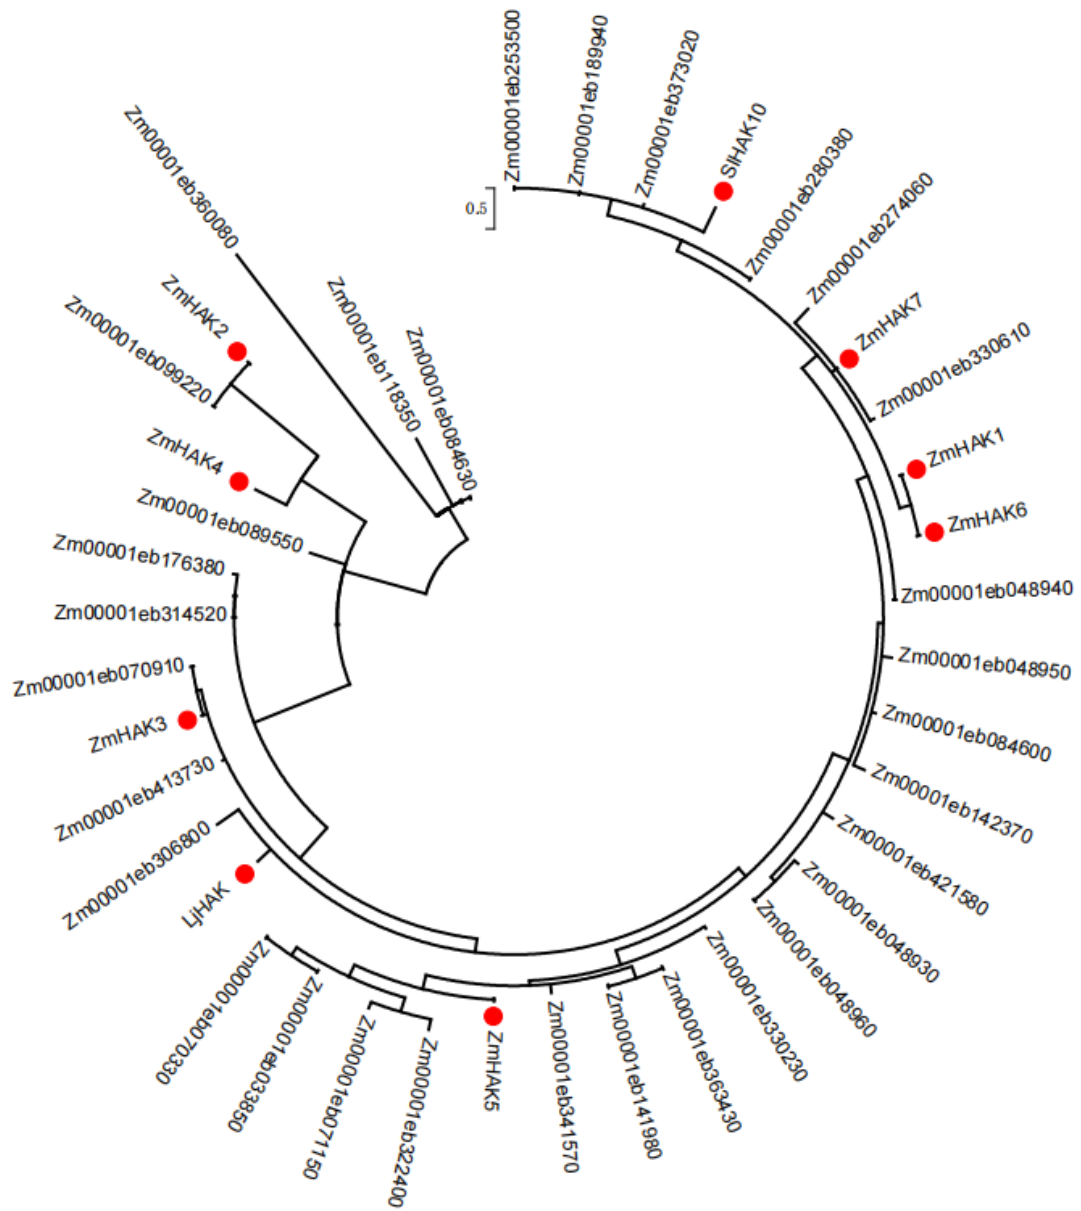 Zm00001eb253500
Zm00001eb189940
Zm00001eb373020
SlHAK10
Zm00001eb280380
Zm00001eb274060
ZmHAK7
Zm00001eb330610
ZmHAK1
ZmHAK6
Zm00001eb048940
Zm00001eb048950
Zm00001eb084600
Zm00001eb142370
Zm00001eb421580
Zm00001eb048930
Zm00001eb048960
Zm00001eb330230
Zm00001eb363430
Zm00001eb141980
Zm00001eb341570
ZmHAK5
Zm00001eb322400
Zm00001eb071150
Zm00001eb033850
Zm00001eb070330
LjHAK
Zm00001eb306800
Zm00001eb413730
ZmHAK3
Zm00001eb070910
Zm00001eb314520
Zm00001eb176380
Zm00001eb089550
ZmHAK4
Zm00001eb099220
ZmHAK2
Zm00001eb360080
Zm00001eb118350
Zm00001eb084630
0.5